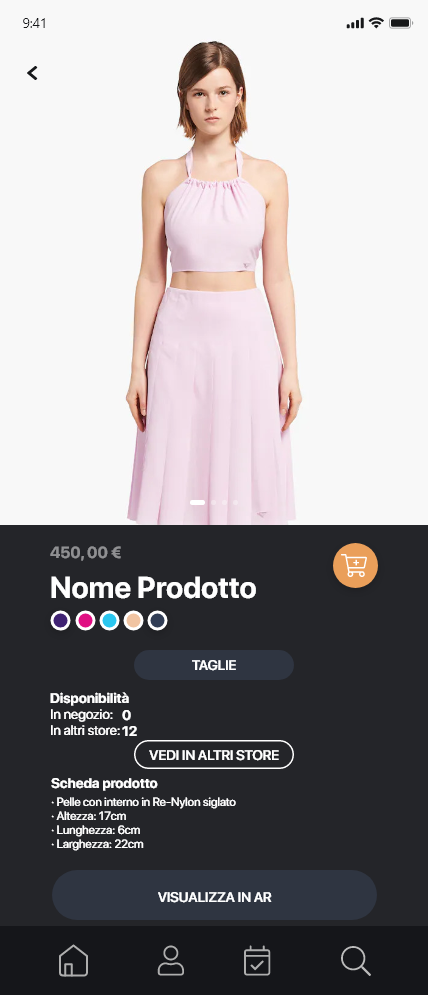 9:41
450,00 €
Nome Prodotto
TAGLIE
Disponibilità
In negozio: 0
In altri store: 12
VEDI IN ALTRI STORE
Scheda prodotto
· Pelle con interno in Re-Nylon siglato
· Altezza: 17cm
· Lunghezza: 6cm
· Larghezza: 22cm
VISUALIZZA IN AR